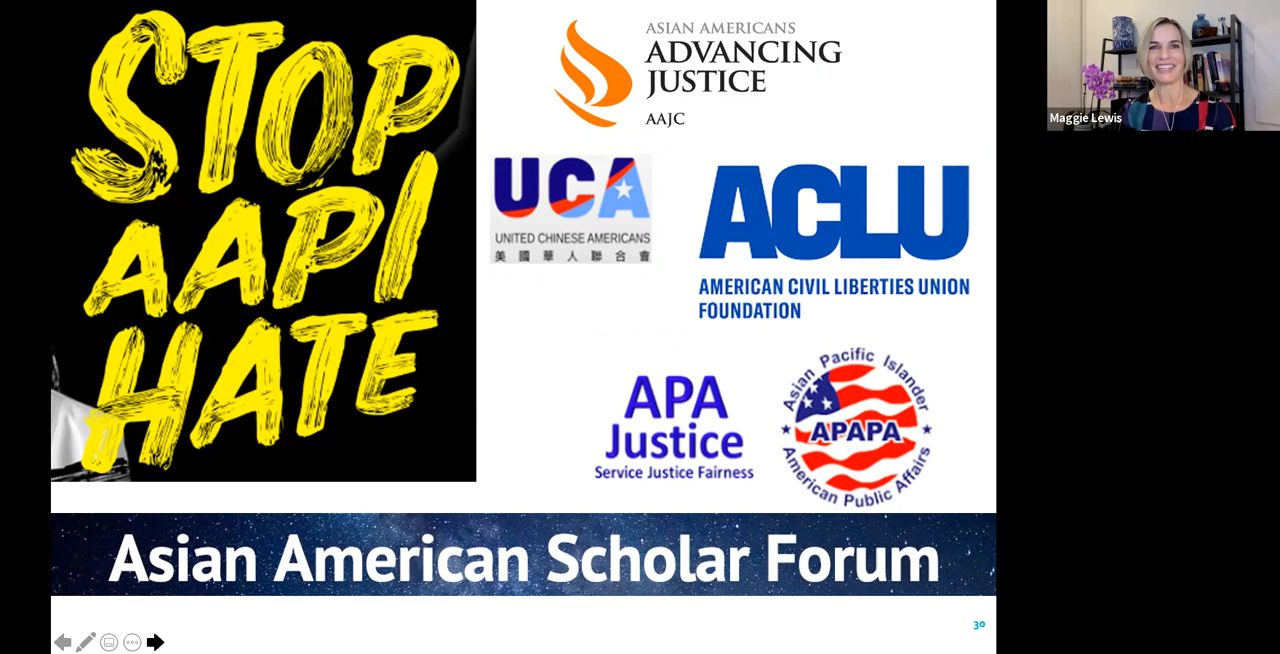 STOP
AAPI
HATE
ASIAN AMERICANS
ADVANCING
JUSTICE
AAJC
UCA
UNITED CHINESE AMERICANS
美國華人聯合會
ACLU
AMERICAN CIVIL LIBERTIES UNION
FOUNDATION
APA
Justice
Service Justice Fairness
Asian Pacific Islander
APAPA
American Public Affairs
Asian American Scholar Forum
30
Maggie Lewis